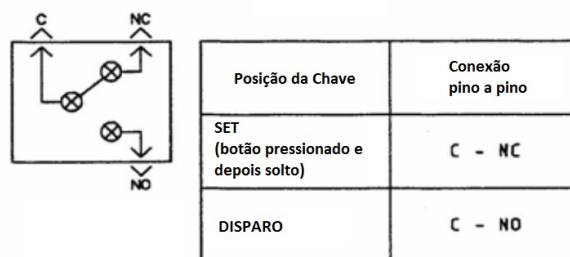 C
NC
NO
Posição da Chave
Conexão
pino a pino
SET
(botão pressionado e
depois solto)
C - NC
DISPARO
C - NO